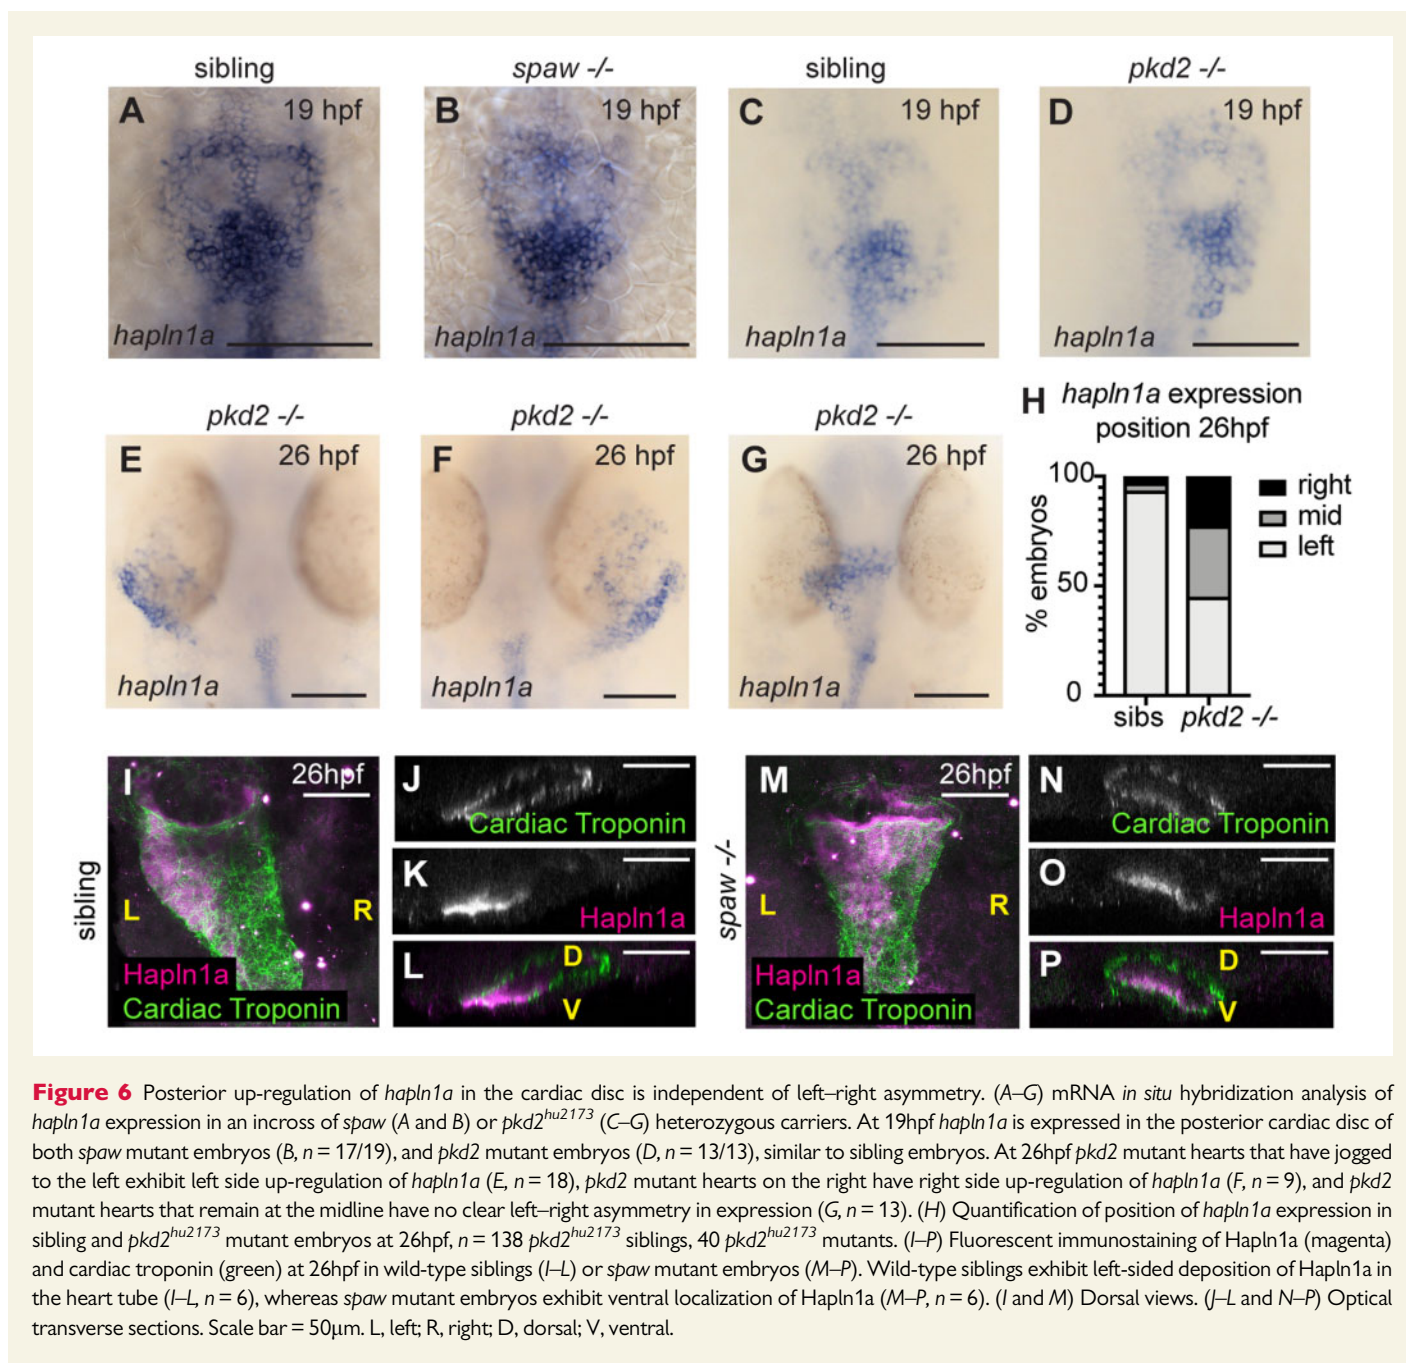 sibling
spaw -/-
sibling
pkd2 -/-
A 19 hpf
B 19 hpf
C 19 hpf
D 19 hpf
hapln1a
hapln1a
hapln1a
hapln1a
pkd2 -/-
pkd2 -/-
pkd2 -/-
E 26 hpf
F 26 hpf
G 26 hpf
hapln1a
hapln1a
hapln1a
H hapln1a expression
position 26hpf
100
50
0
% embryos
right
mid
left
sibs pkd2 -/-
sibling
I 26hpf
L R
Hapln1a
Cardiac Troponin
J
Cardiac Troponin
K
Hapln1a
L D
V
spaw -/-
M 26hpf
L R
Hapln1a
Cardiac Troponin
N
Cardiac Troponin
O
Hapln1a
P D
V
Figure 6 Posterior up-regulation of hapln1a in the cardiac disc is independent of left–right asymmetry. (A–G) mRNA in situ hybridization analysis of
hapln1a expression in an incross of spaw (A and B) or pkd2hu2173 (C–G) heterozygous carriers. At 19hpf hapln1a is expressed in the posterior cardiac disc of
both spaw mutant embryos (B, n = 17/19), and pkd2 mutant embryos (D, n = 13/13), similar to sibling embryos. At 26hpf pkd2 mutant hearts that have jogged
to the left exhibit left side up-regulation of hapln1a (E, n = 18), pkd2 mutant hearts on the right have right side up-regulation of hapln1a (F, n = 9), and pkd2
mutant hearts that remain at the midline have no clear left–right asymmetry in expression (G, n = 13). (H) Quantification of position of hapln1a expression in
sibling and pkd2hu2173 mutant embryos at 26hpf, n = 138 pkd2hu2173 siblings, 40 pkd2hu2173 mutants. (I–P) Fluorescent immunostaining of Hapln1a (magenta)
and cardiac troponin (green) at 26hpf in wild-type siblings (I–L) or spaw mutant embryos (M–P). Wild-type siblings exhibit left-sided deposition of Hapln1a in
the heart tube (I–L, n = 6), whereas spaw mutant embryos exhibit ventral localization of Hapln1a (M–P, n = 6). (I and M) Dorsal views. (J–L and N–P) Optical
transverse sections. Scale bar = 50μm. L, left; R, right; D, dorsal; V, ventral.